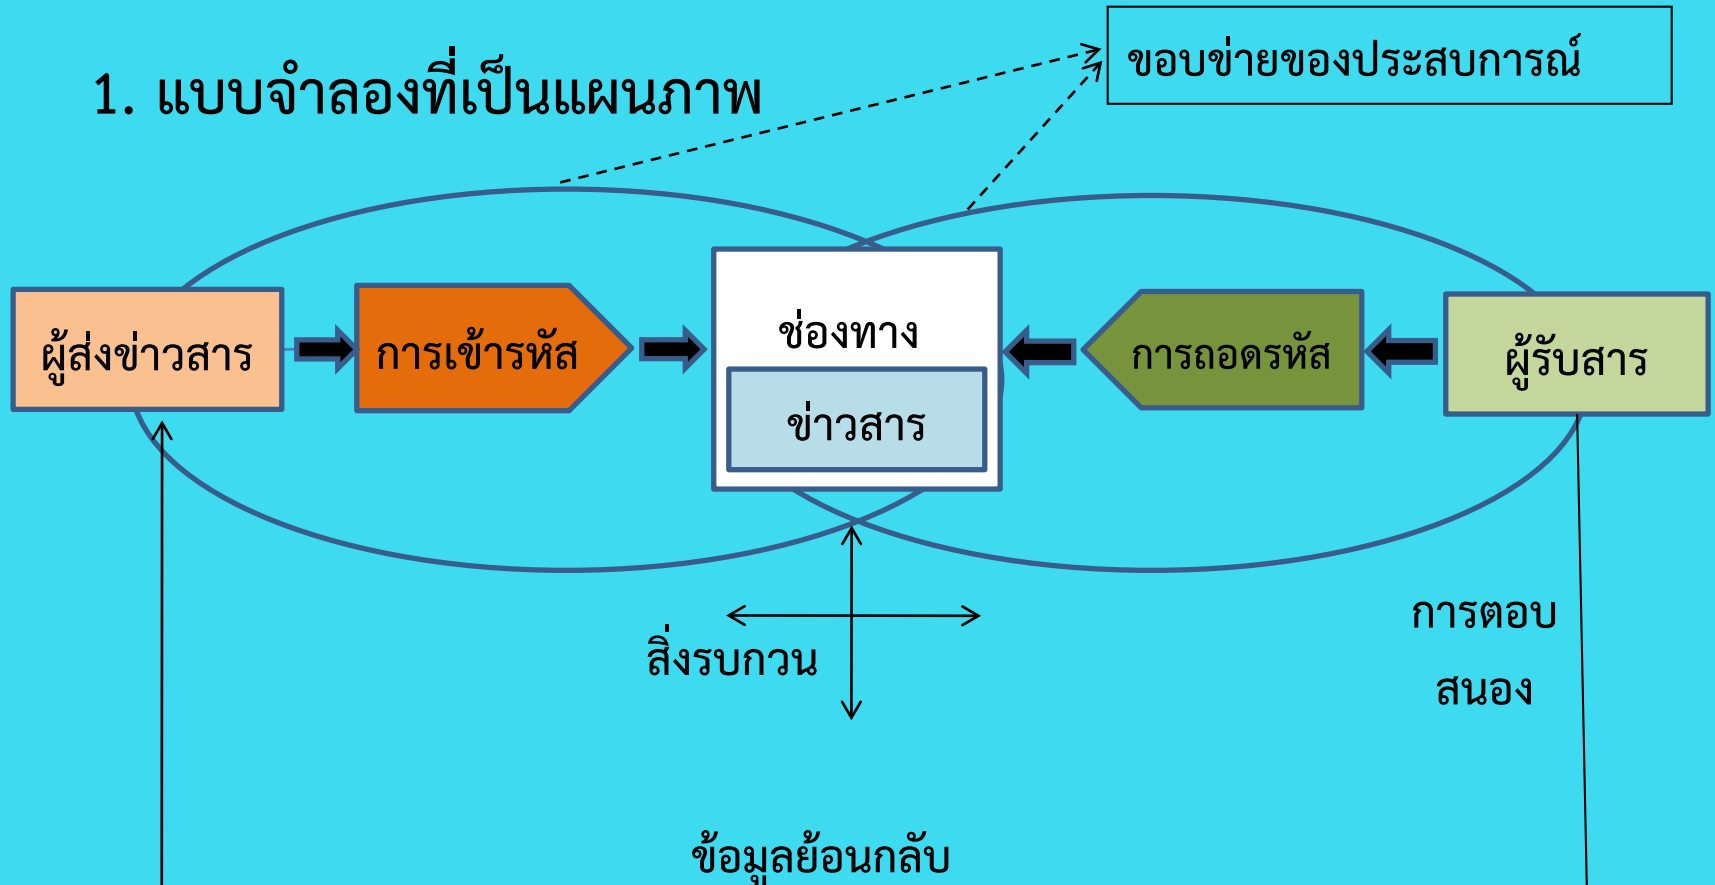 1. แบบจำลองที่เป็นแผนภาพ
ขอบข่ายของประสบการณ์
ผู้ส่งข่าวสาร
การเข้ารหัส
ช่องทาง
ข่าวสาร
การถอดรหัส
ผู้รับสาร
สิ่งรบกวน
การตอบ
สนอง
ข้อมูลย้อนกลับ